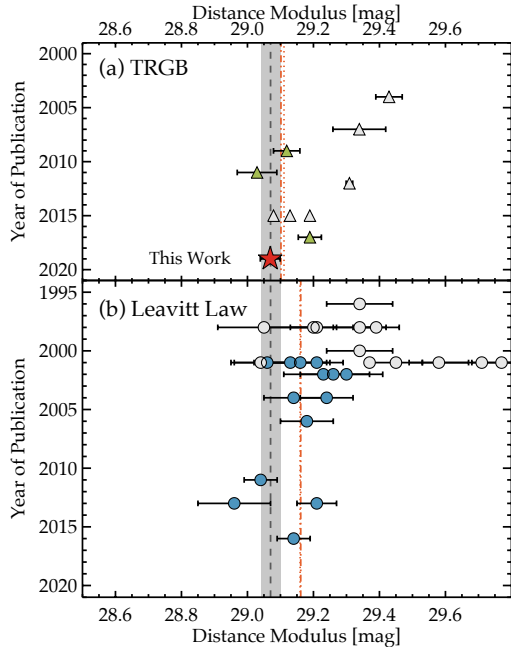 Distance Modulus [mag]
28.6 28.8 29.0 29.2 29.4 29.6
2000
(a) TRGB
2005
2010
2015
This Work
2020
Year of Publication
1995
(b) Leavitt Law
2000
2005
2010
2015
2020
Year of Publication
28.6 28.8 29.0 29.2 29.4 29.6
Distance Modulus [mag]